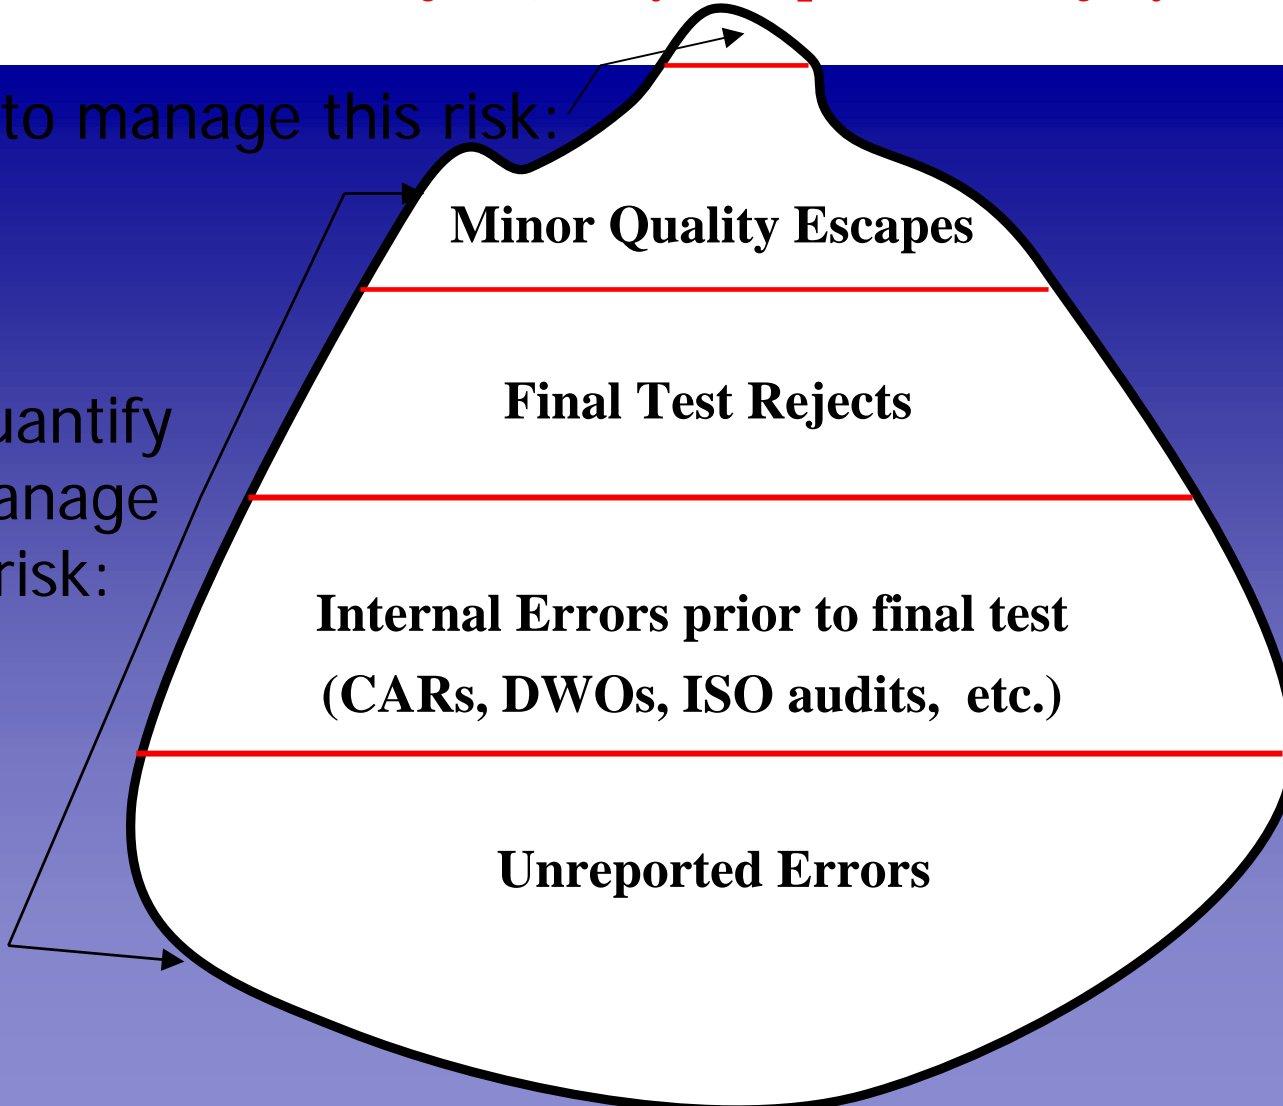 to manage this risk:
Minor Quality Escapes
Final Test Rejects
uantify
anage
risk:
Internal Errors prior to final test
(CARs, DWOs, ISO audits, etc.)
Unreported Errors